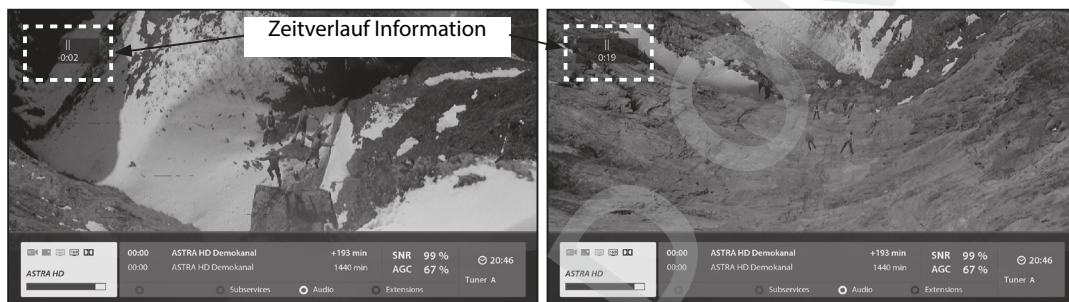 Zeitverlauf Information
||
-0:02
||
0:19
ASTRA HD
00:00 ASTRA HD Demokanal +193 min
00:00 ASTRA HD Demokanal 1440 min
SNR 99 %
AGC 67 %
20:46
Tuner A
Subservices Audio Extensions
ASTRA HD
00:00 ASTRA HD Demokanal +193 min
00:00 ASTRA HD Demokanal 1440 min
SNR 99 %
AGC 67 %
20:46
Tuner A
Subservices Audio Extensions